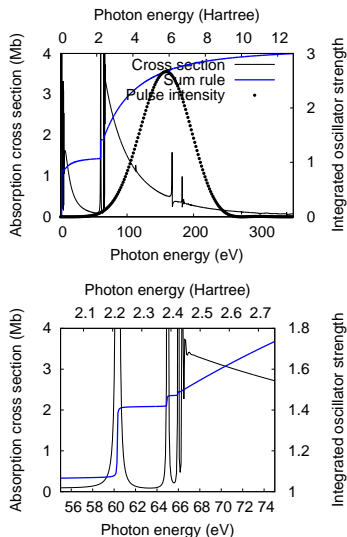 Photon energy (Hartree)
0 2 4 6 8 10 12
Absorption cross section (Mb)
4
3
2
1
0
Cross section
Sum rule
Pulse intensity
3
2
1
0
Integrated oscillator strength
0 100 200 300
Photon energy (eV)
Photon energy (Hartree)
2.1 2.2 2.3 2.4 2.5 2.6 2.7
Absorption cross section (Mb)
4
3
2
1
0
1.8
1.6
1.4
1.2
1
Integrated oscillator strength
56 58 60 62 64 66 68 70 72 74
Photon energy (eV)